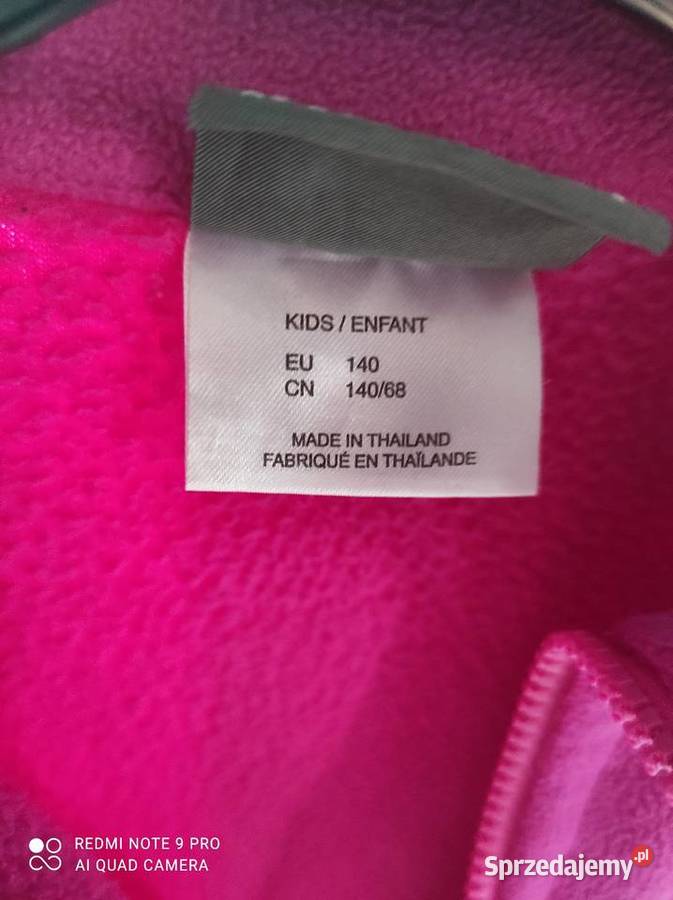 KIDS / ENFANT
EU 140
CN 140/68
MADE IN THAILAND
FABRIQUÉ EN THAÏLANDE
REDMI NOTE 9 PRO
AI QUAD CAMERA
Sprzedajemy.pl